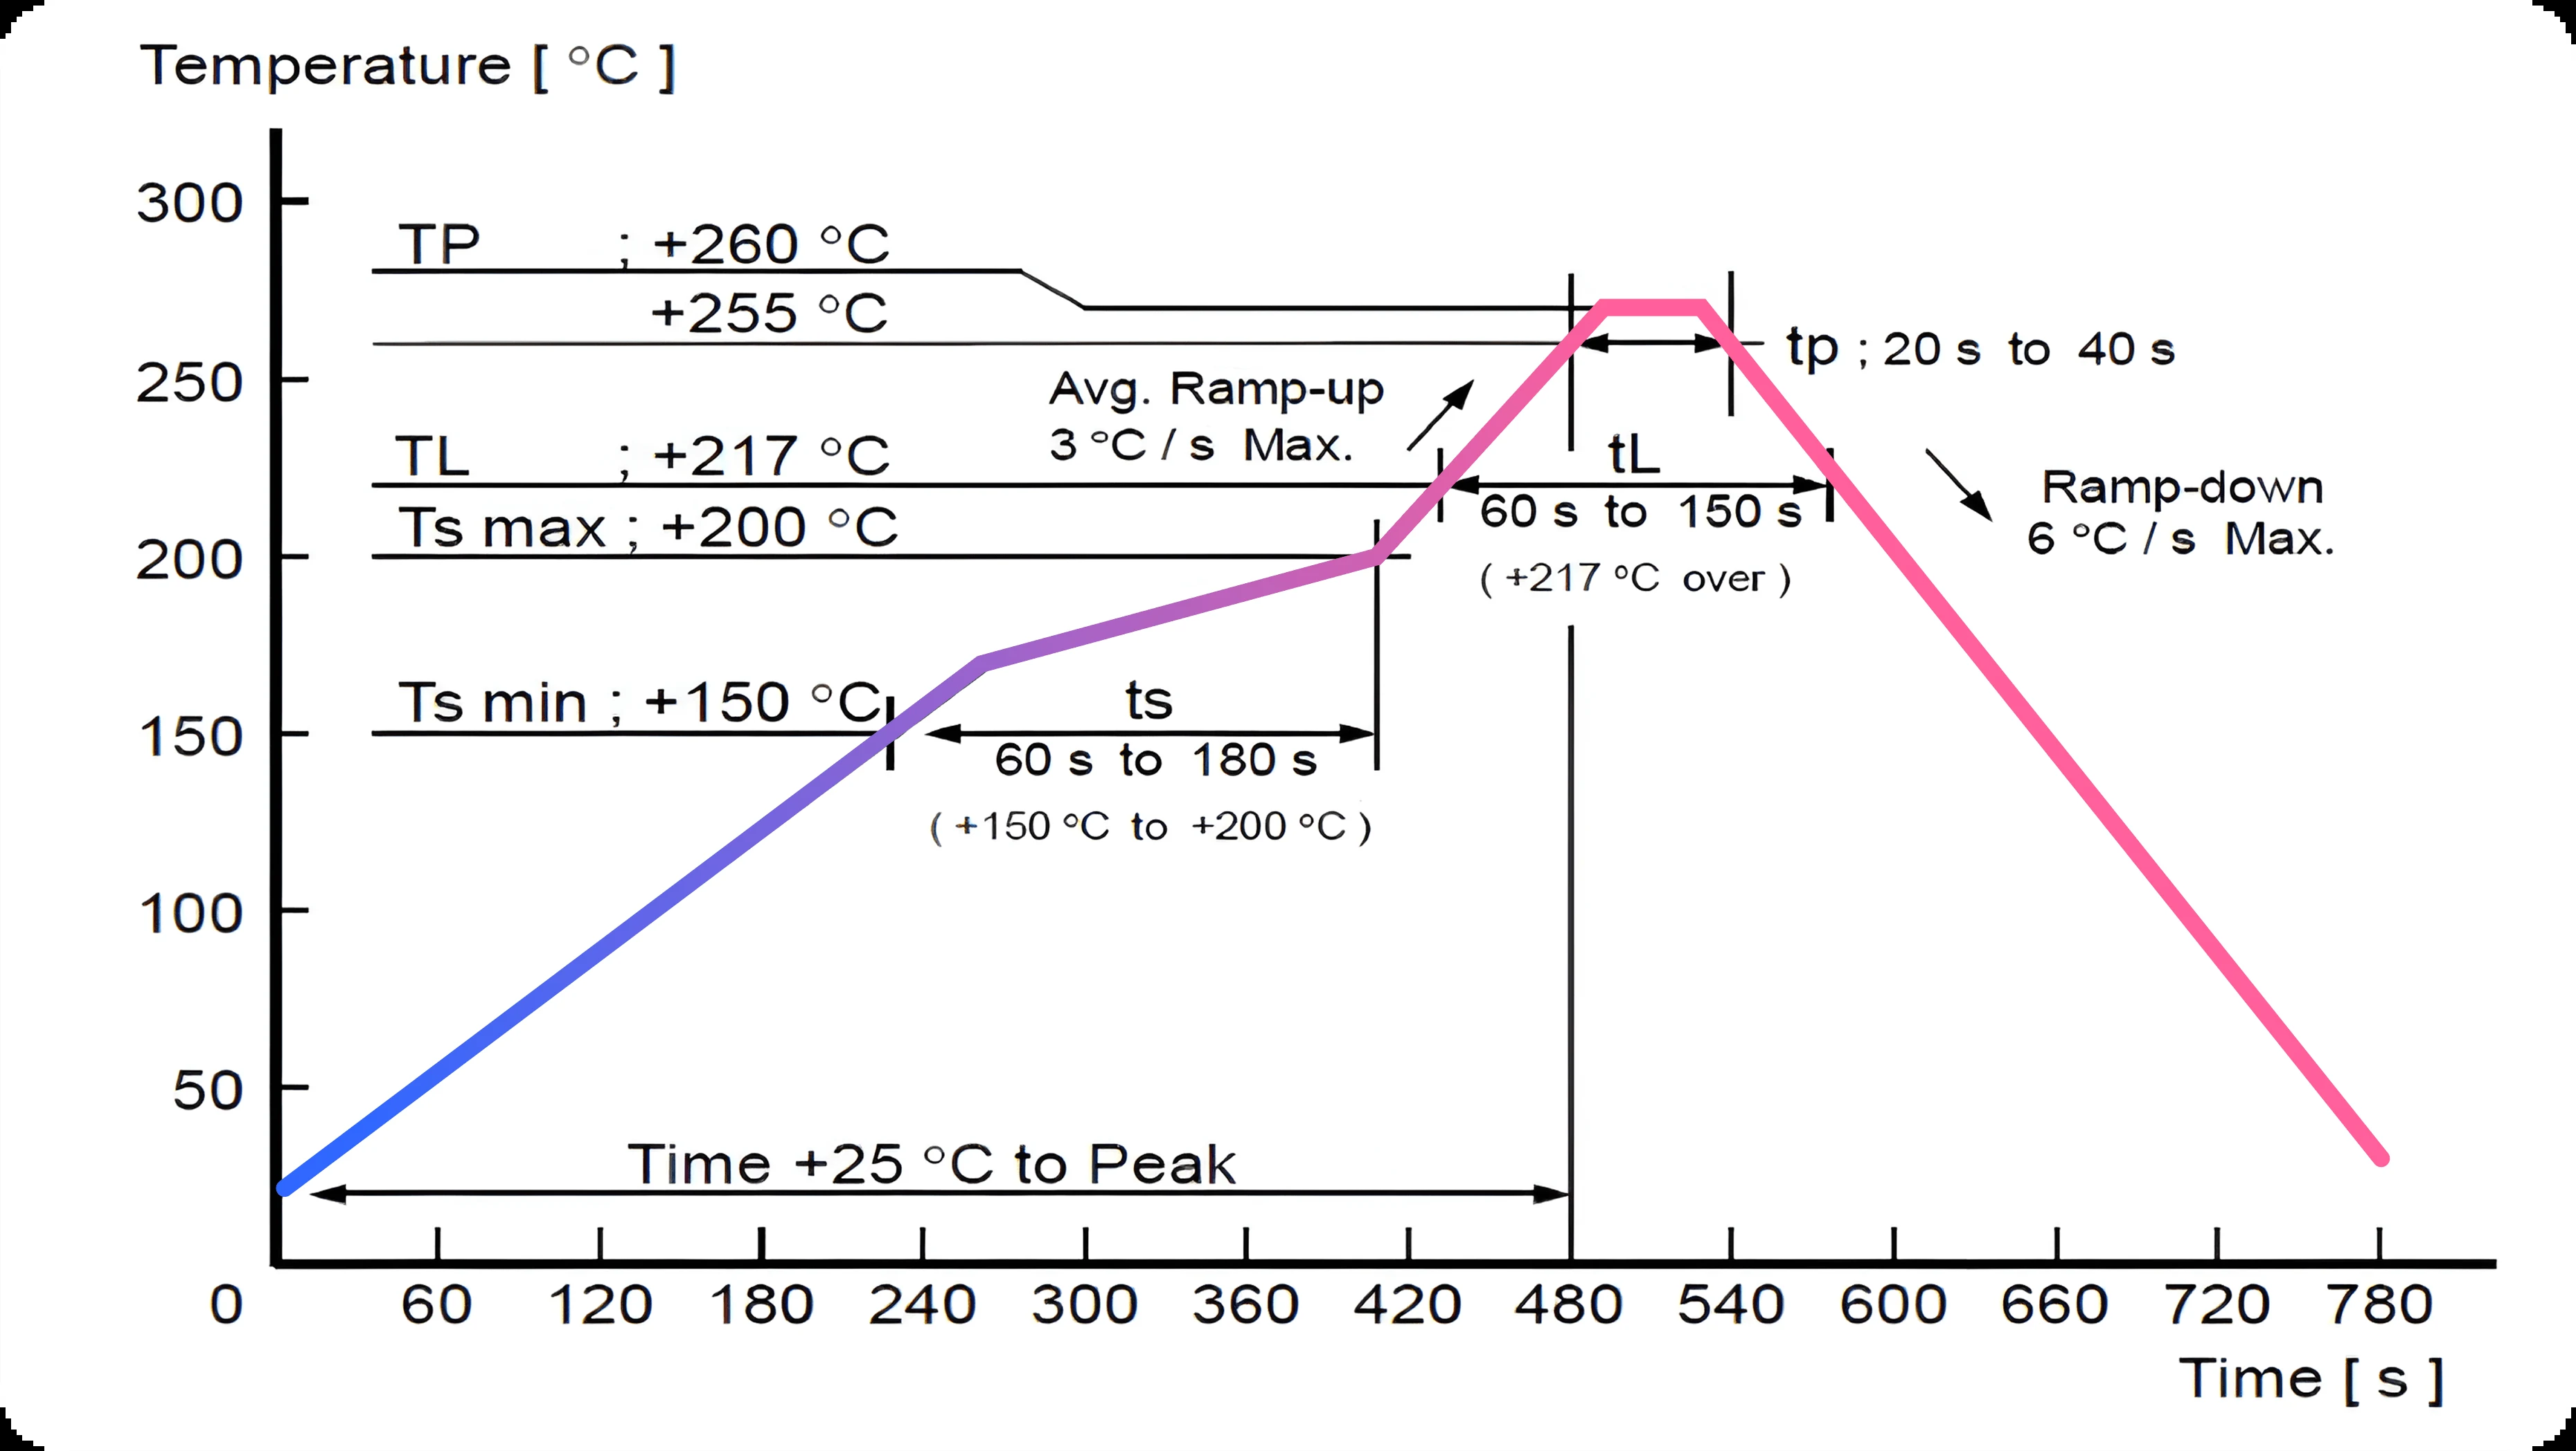 Temperature [ °C ]
300
TP ; +260 °C
+255 °C
tp ; 20 s to 40 s
250
Avg. Ramp-up
3 °C / s Max.
TL ; +217 °C
tL
60 s to 150 s
( +217 °C over )
Ramp-down
6 °C / s Max.
Ts max ; +200 °C
200
Ts min ; +150 °C
150
ts
60 s to 180 s
( +150 °C to +200 °C )
100
50
Time +25 °C to Peak
0 60 120 180 240 300 360 420 480 540 600 660 720 780
Time [ s ]